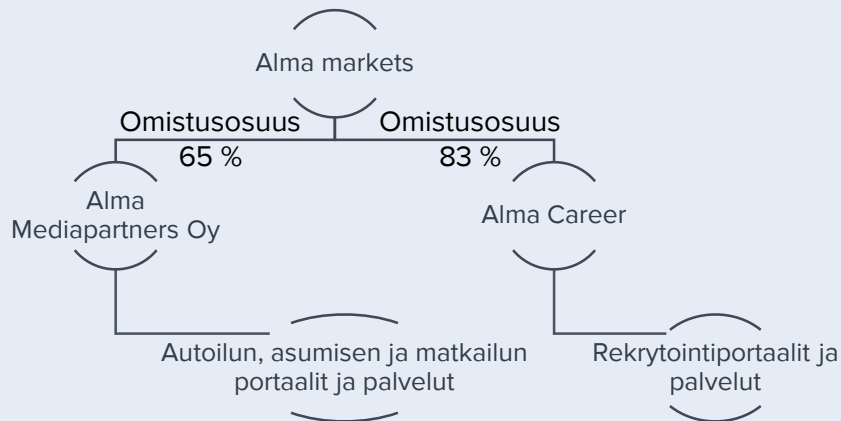 Alma markets
Omistusosuus
65 %
Omistusosuus
83 %
Alma
Mediapartners Oy
Alma Career
Autoilun, asumisen ja matkailun
portaalit ja palvelut
Rekrytointiportaalit ja
palvelut